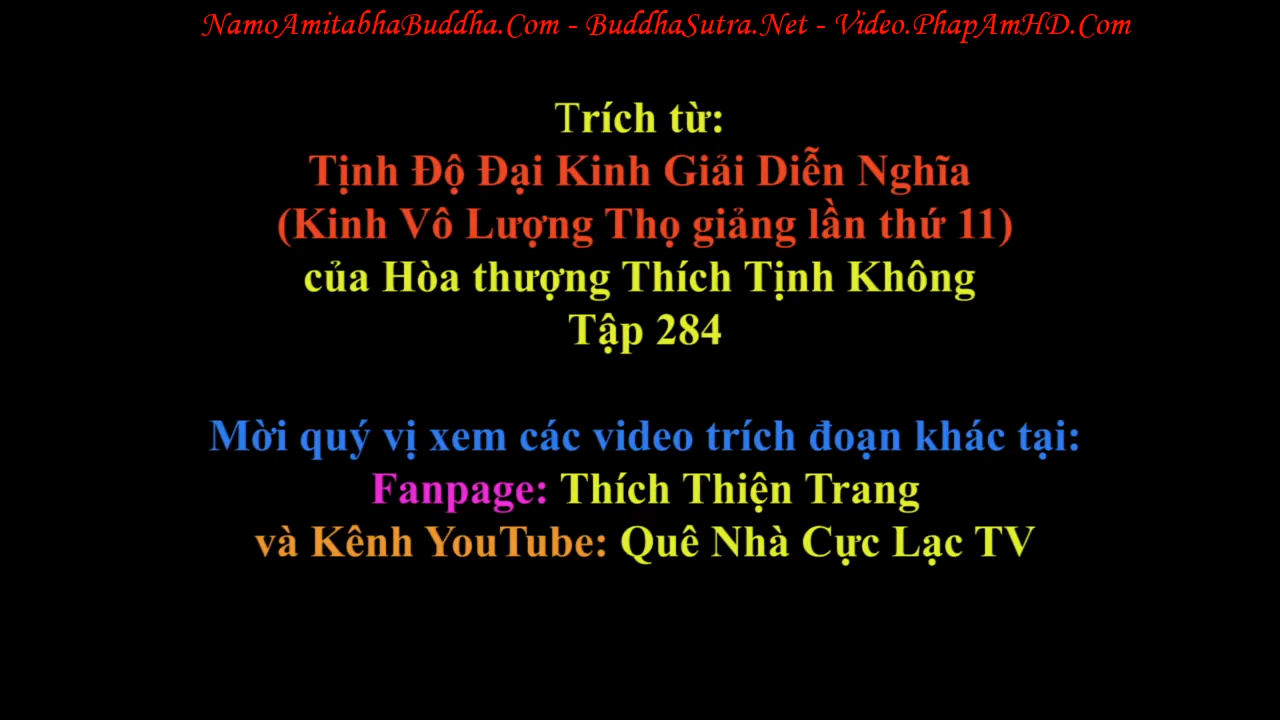 NamoAmitabhaBuddha.Com - BuddhaSutra.Net - Video.PhapAmHD.Com
Trích từ:
Tịnh Độ Đại Kinh Giải Diễn Nghĩa
(Kinh Vô Lượng Thọ giảng lần thứ 11)
của Hòa thượng Thích Tịnh Không
Tập 284
Mời quý vị xem các video trích đoạn khác tại:
Fanpage: Thích Thiện Trang
và Kênh YouTube: Quê Nhà Cực Lạc TV